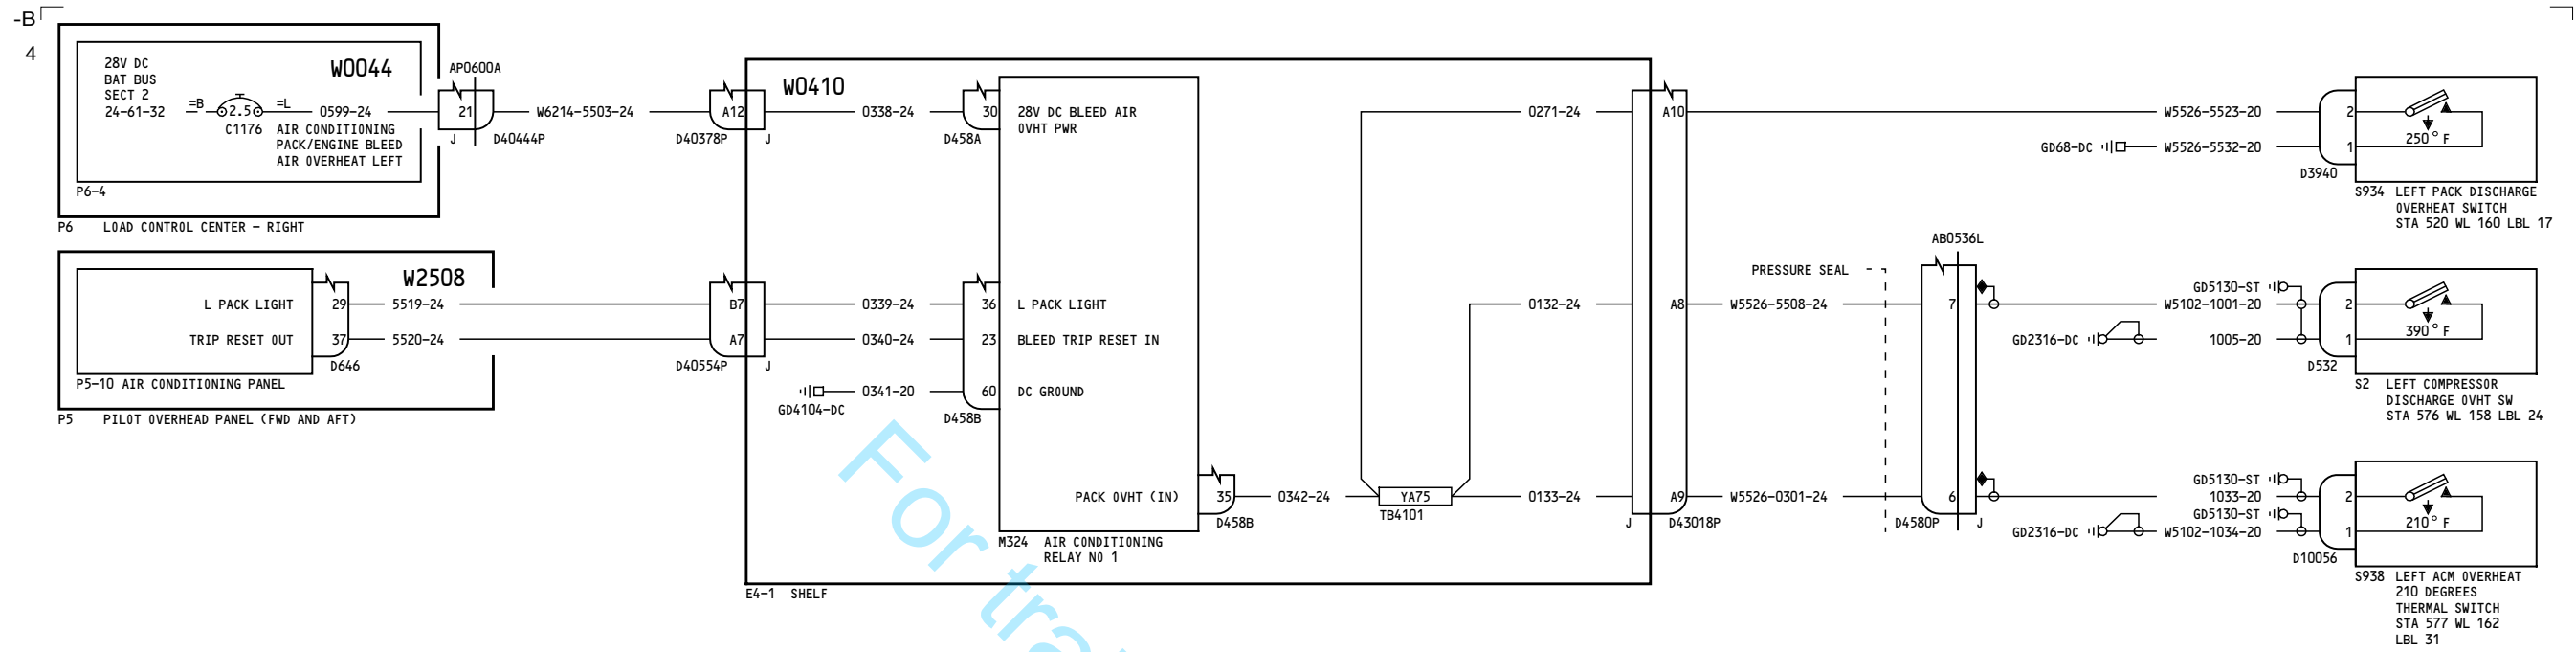 -B
4
28V DC
BAT BUS
SECT 2
24-61-32
W0044
=B 2.5 =L 0599-24
C1176 AIR CONDITIONING
PACK/ENGINE BLEED
AIR OVERHEAT LEFT
P6-4
P6 LOAD CONTROL CENTER - RIGHT
AP0600A
21
J D40444P
W6214-5503-24
A12
D40378P J
W2508
L PACK LIGHT 29 5519-24
TRIP RESET OUT 37 5520-24
D646
P5-10 AIR CONDITIONING PANEL
P5 PILOT OVERHEAD PANEL (FWD AND AFT)
B7
A7
D40554P J
W0410
0338-24 30 28V DC BLEED AIR
OVHT PWR
D458A
0339-24 36 L PACK LIGHT
0340-24 23 BLEED TRIP RESET IN
0341-20 60 DC GROUND
GD4104-DC
D458B
PACK OVHT (IN) 35 0342-24
D458B
M324 AIR CONDITIONING
RELAY NO 1
E4-1 SHELF
YA75
TB4101
0271-24 A10
0132-24 A8
0133-24 A9
J D43018P
W5526-5523-20 2
GD68-DC W5526-5532-20 1
250° F
D3940
S934 LEFT PACK DISCHARGE
OVERHEAT SWITCH
STA 520 WL 160 LBL 17
PRESSURE SEAL
AB0536L
W5526-5508-24 7
W5526-0301-24 6
D4580P J
GD5130-ST
W5102-1001-20 2
GD2316-DC 1005-20 1
390° F
D532
S2 LEFT COMPRESSOR
DISCHARGE OVHT SW
STA 576 WL 158 LBL 24
GD5130-ST
1033-20 2
GD5130-ST
GD2316-DC W5102-1034-20 1
210° F
D10056
S938 LEFT ACM OVERHEAT
210 DEGREES
THERMAL SWITCH
STA 577 WL 162
LBL 31
For tra